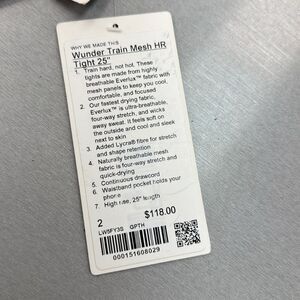 WHY WE MADE THIS
Wunder Train Mesh HR
Tight 25"
1. Train hard, not hot. These
tights are made from highly
breathable Everlux™ fabric with
mesh panels to keep you cool,
comfortable, and focused
2. Our fastest drying fabric,
Everlux™ is ultra-breathable,
four-way stretch, and wicks
away sweat. It feels soft on
the outside and cool and sleek
next to skin
3. Added Lycra® fibre for stretch
and shape retention
4. Naturally breathable mesh
fabric is four-way stretch and
quick-drying
5. Continuous drawcord
6. Waistband pocket holds your
phone
7. High rise, 25" length
2
$118.00
LW5FY3S GPTH
000151608029